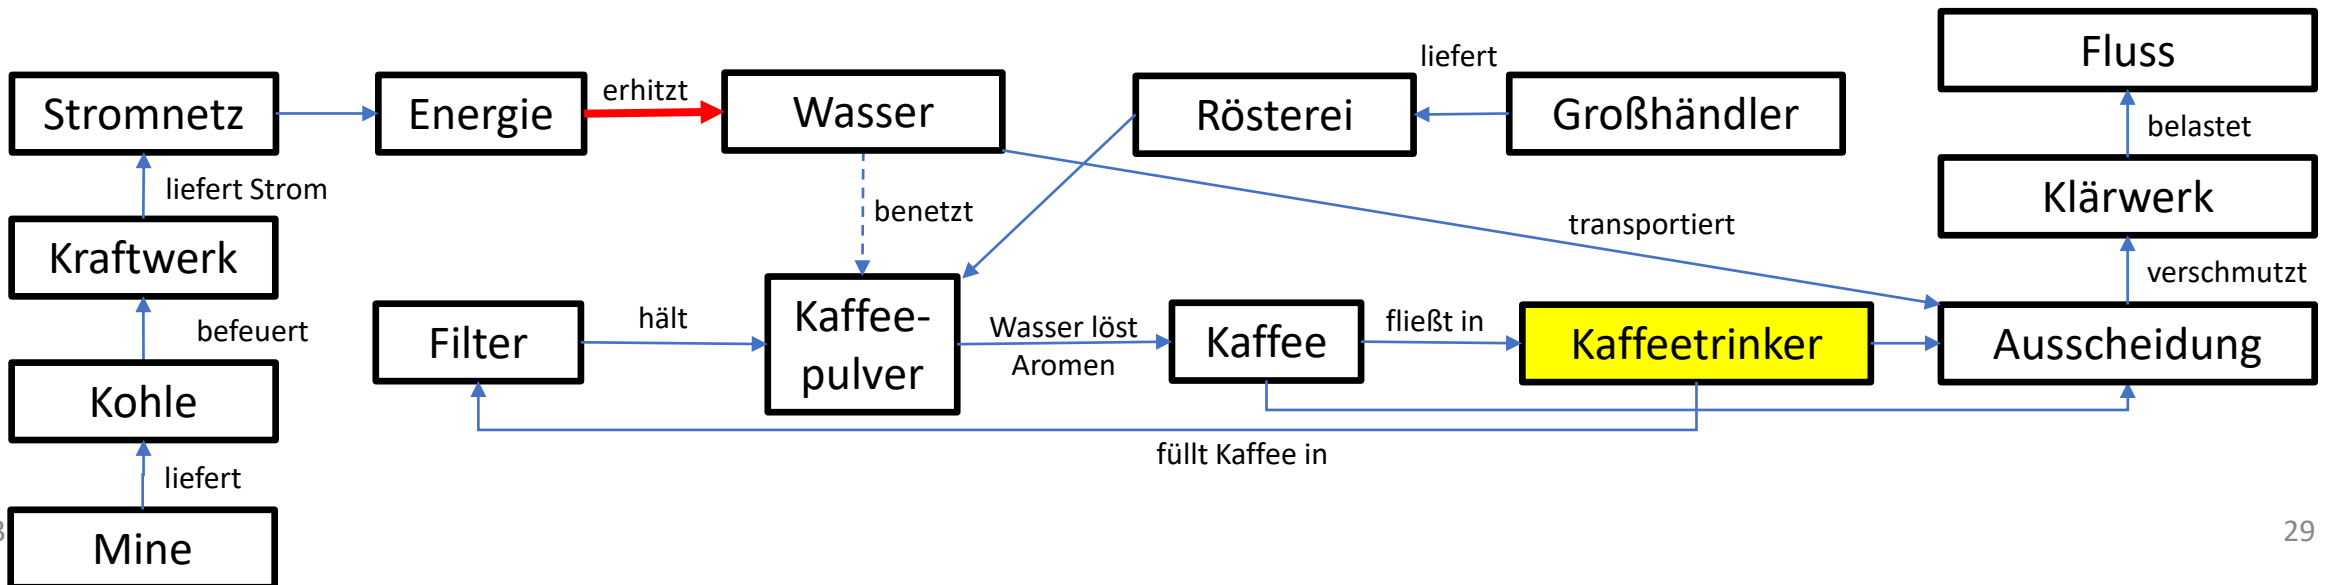 Fluss
liefert
Stromnetz
Energie
erhitzt
Wasser
Rösterei
Großhändler
belastet
liefert Strom
benetzt
transportiert
Klärwerk
Kraftwerk
verschmutzt
befeuert
Filter
hält
Kaffee-
pulver
Wasser löst
Aromen
Kaffee
fließt in
Kaffeetrinker
Ausscheidung
Kohle
füllt Kaffee in
liefert
Mine
29